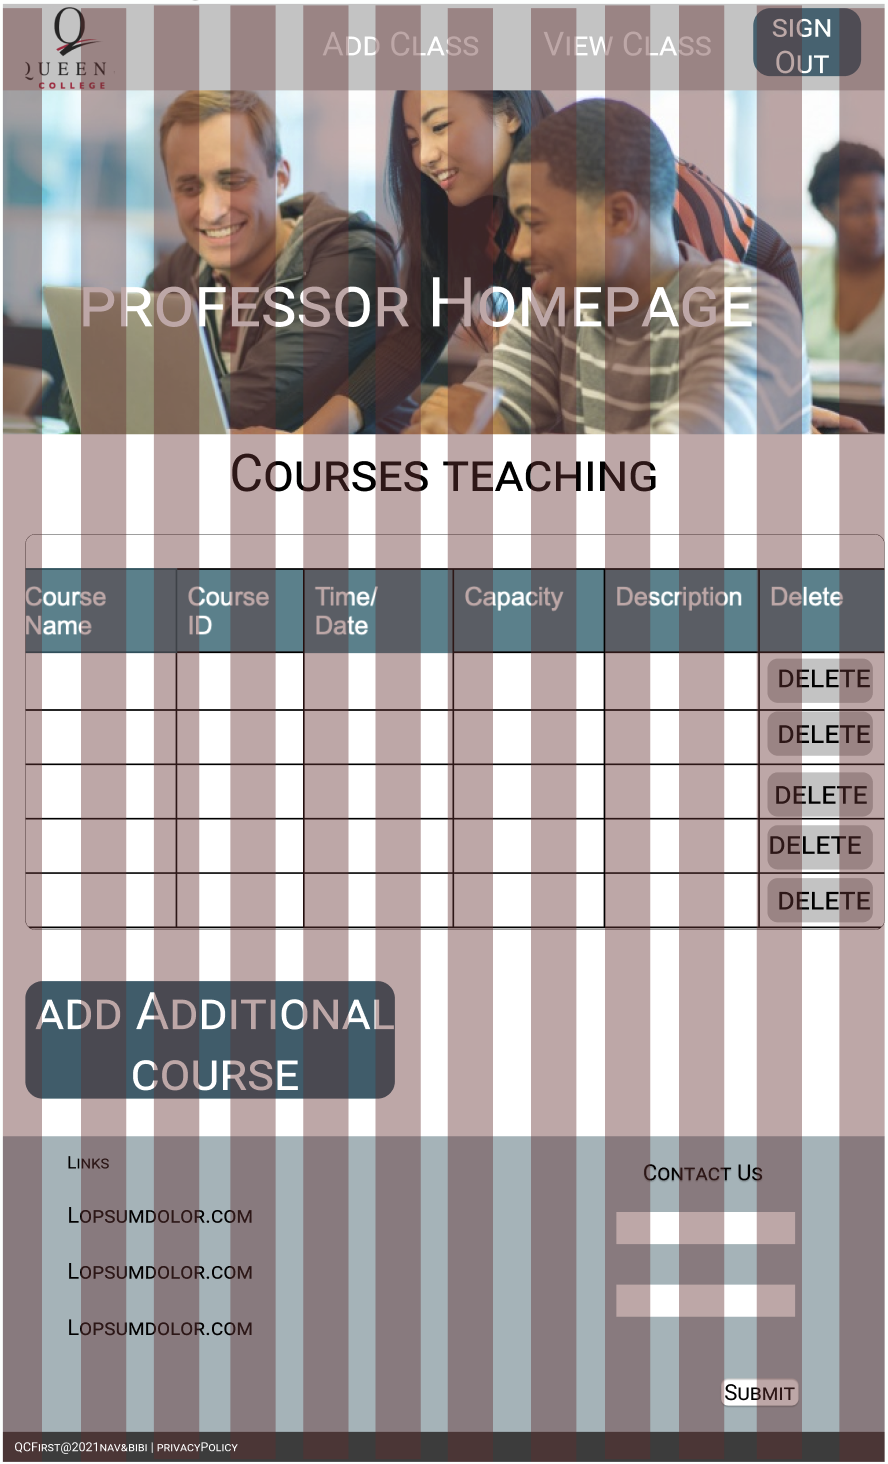 QUEEN
COLLEGE
Add Class
View Class
sign
Out
professor Homepage
Courses teaching
Course
Name
Course
ID
Time/
Date
Capacity
Description
Delete
DELETE
DELETE
DELETE
DELETE
DELETE
add Additional
course
Links
Lopsumdolor.com
Lopsumdolor.com
Lopsumdolor.com
Contact Us
Submit
QCFirst@2021nav&bibi | privacyPolicy